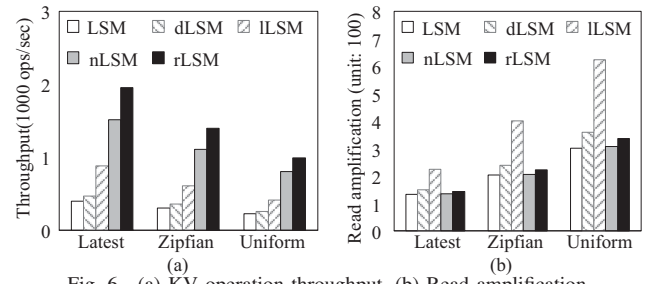 3
2
1
0
Throughput(1000 ops/sec)
LSM dLSM lLSM
nLSM rLSM
Latest Zipfian Uniform
(a)
8
7
6
5
4
3
2
1
0
Read amplification (unit: 100)
LSM dLSM lLSM
nLSM rLSM
Latest Zipfian Uniform
(b)
Fig. 6. (a) KV operation throughput. (b) Read amplification.